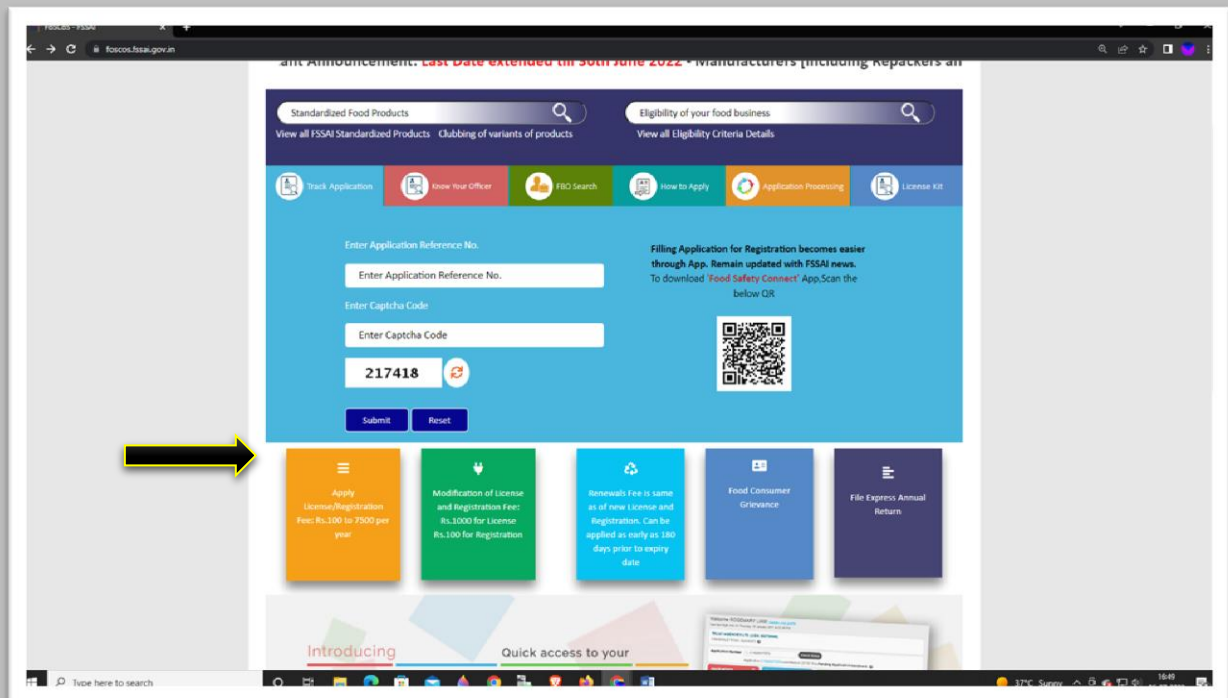 FoSCoS - FSSAI
foscos.fssai.gov.in
ant Announcement: Last Date extended till 30th June 2022 • Manufacturers [Including Repackers an
Standardized Food Products
Eligibility of your food business
View all FSSAI Standardized Products Clubbing of variants of products
View all Eligibility Criteria Details
Track Application
Know Your Officer
FBO Search
How to Apply
Application Processing
License Kit
Enter Application Reference No.
Enter Application Reference No.
Enter Captcha Code
Enter Captcha Code
217418
Submit
Reset
Filling Application for Registration becomes easier
through App. Remain updated with FSSAI news.
To download 'Food Safety Connect' App,Scan the
below QR
Apply
License/Registration
Fee: Rs.100 to 7500 per
year
Modification of License
and Registration Fee:
Rs.1000 for License
Rs.100 for Registration
Renewals Fee is same
as of new License and
Registration. Can be
applied as early as 180
days prior to expiry
date
Food Consumer
Grievance
File Express Annual
Return
Introducing
Quick access to your
Type here to search
37°C Sunny
16:49